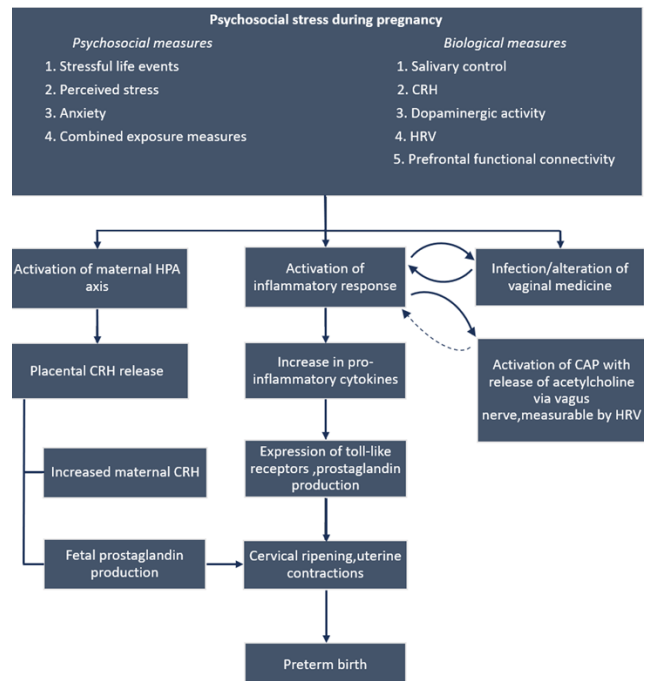 Psychosocial stress during pregnancy
Psychosocial measures
1. Stressful life events
2. Perceived stress
3. Anxiety
4. Combined exposure measures
Biological measures
1. Salivary control
2. CRH
3. Dopaminergic activity
4. HRV
5. Prefrontal functional connectivity
Activation of maternal HPA
axis
Activation of
inflammatory response
Infection/alteration of
vaginal medicine
Placental CRH release
Increase in pro-
inflammatory cytokines
Activation of CAP with
release of acetylcholine
via vagus
nerve,measurable by HRV
Increased maternal CRH
Expression of toll-like
receptors ,prostaglandin
production
Fetal prostaglandin
production
Cervical ripening,uterine
contractions
Preterm birth